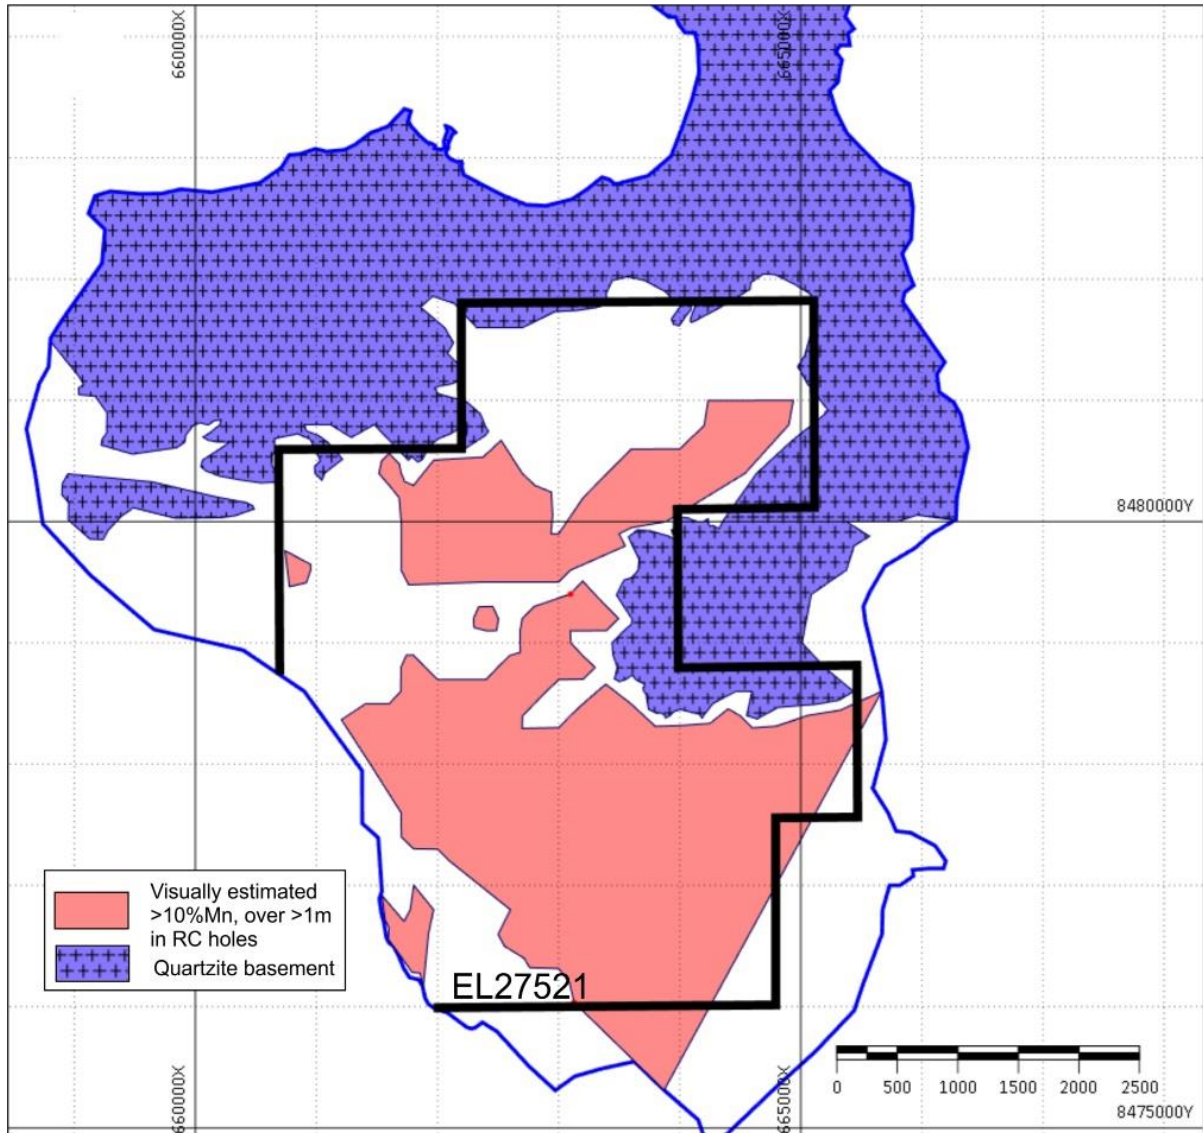 660000X
665000X
8480000Y
Visually estimated
>10%Mn, over >1m
in RC holes
Quartzite basement
EL27521
0 500 1000 1500 2000 2500
660000X
665000X
8475000Y